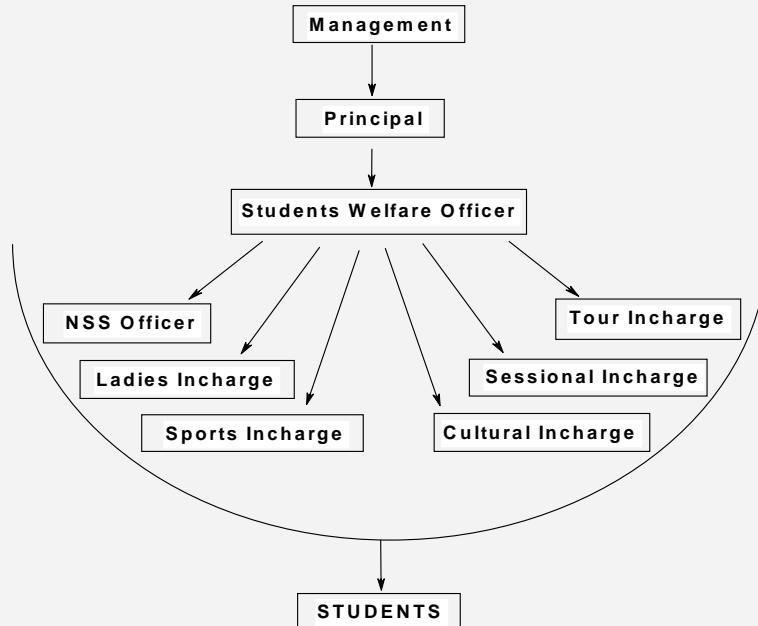 Management
Principal
Students Welfare Officer
NSS Officer
Tour Incharge
Ladies Incharge
Sessional Incharge
Sports Incharge
Cultural Incharge
STUDENTS